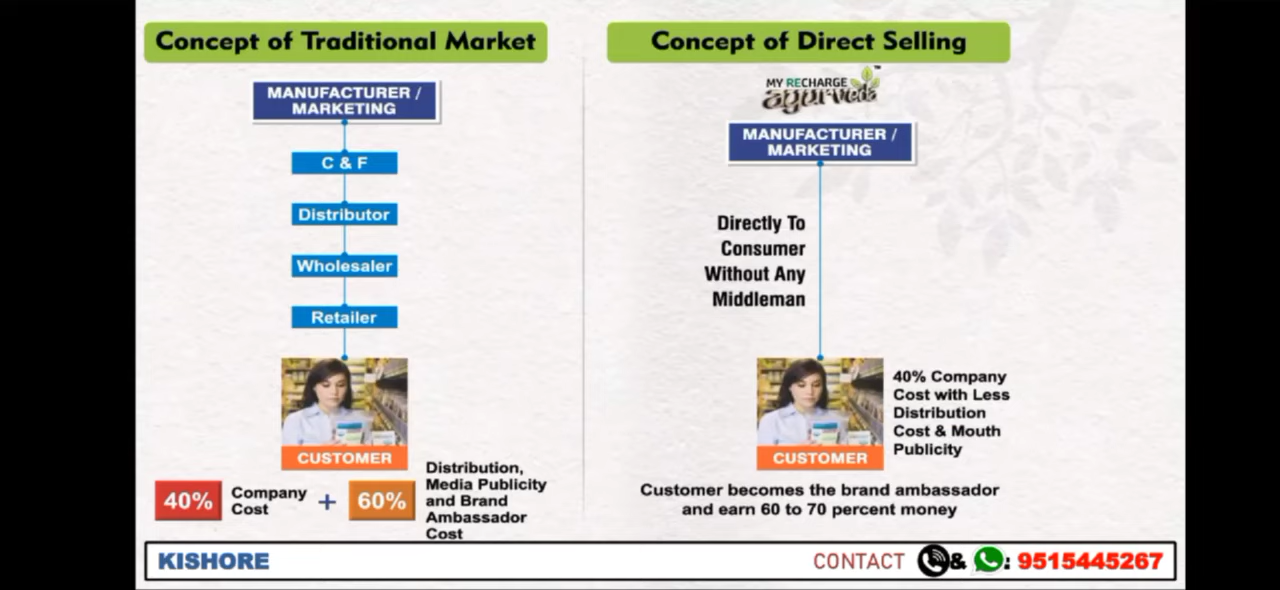 Concept of Traditional Market
MANUFACTURER /
MARKETING
C & F
Distributor
Wholesaler
Retailer
CUSTOMER
40%
Company
Cost
+
60%
Distribution,
Media Publicity
and Brand
Ambassador
Cost
Concept of Direct Selling
MY RECHARGE
ayurveda™
MANUFACTURER /
MARKETING
Directly To
Consumer
Without Any
Middleman
CUSTOMER
40% Company
Cost with Less
Distribution
Cost & Mouth
Publicity
Customer becomes the brand ambassador
and earn 60 to 70 percent money
KISHORE
CONTACT & : 9515445267